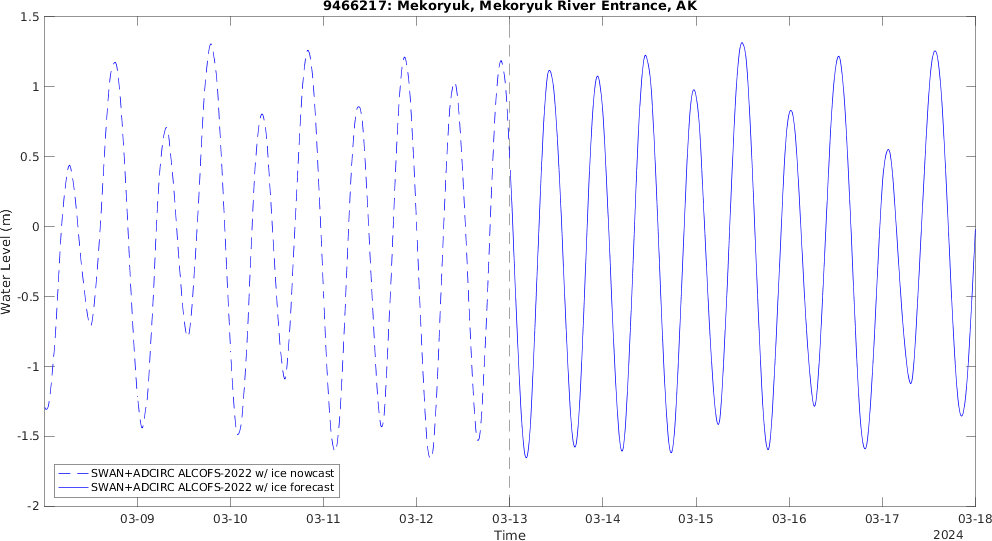 9466217: Mekoryuk, Mekoryuk River Entrance, AK
1.5
1
0.5
0
-0.5
-1
-1.5
-2
Water Level (m)
SWAN+ADCIRC ALCOFS-2022 w/ ice nowcast
SWAN+ADCIRC ALCOFS-2022 w/ ice forecast
03-09 03-10 03-11 03-12 03-13 03-14 03-15 03-16 03-17 03-18
Time
2024